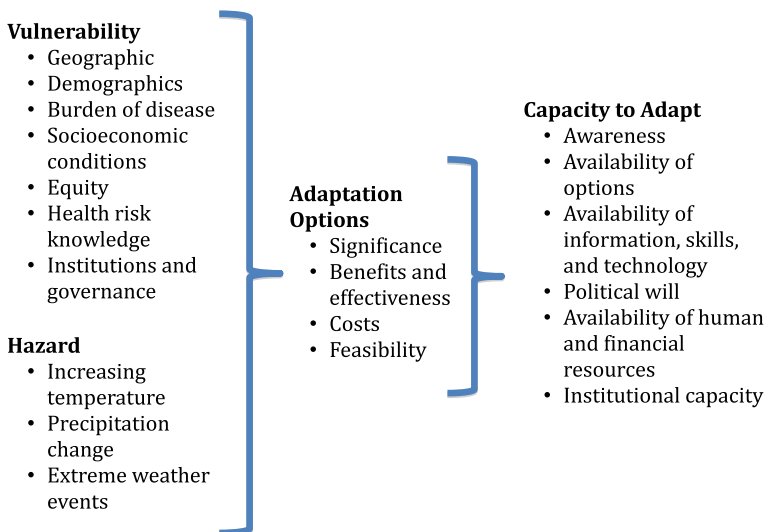 Vulnerability
• Geographic
• Demographics
• Burden of disease
• Socioeconomic
conditions
• Equity
• Health risk
knowledge
• Institutions and
governance
Hazard
• Increasing
temperature
• Precipitation
change
• Extreme weather
events
Adaptation
Options
• Significance
• Benefits and
effectiveness
• Costs
• Feasibility
Capacity to Adapt
• Awareness
• Availability of
options
• Availability of
information, skills,
and technology
• Political will
• Availability of human
and financial
resources
• Institutional capacity